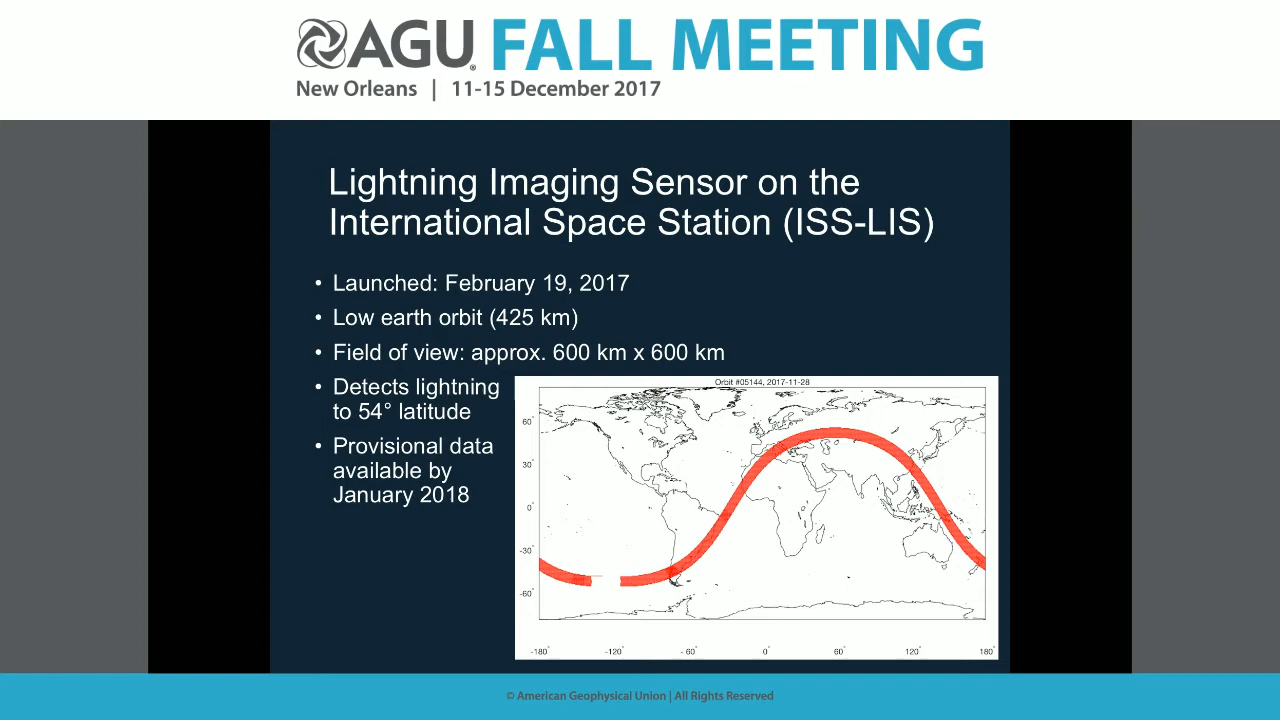 AGU FALL MEETING
New Orleans | 11-15 December 2017
Lightning Imaging Sensor on the
International Space Station (ISS-LIS)
• Launched: February 19, 2017
• Low earth orbit (425 km)
• Field of view: approx. 600 km x 600 km
• Detects lightning
to 54° latitude
• Provisional data
available by
January 2018
Orbit #05144, 2017-11-28
60°
30°
0°
-30°
-60°
-180° -120° -60° 0° 60° 120° 180°
© American Geophysical Union | All Rights Reserved